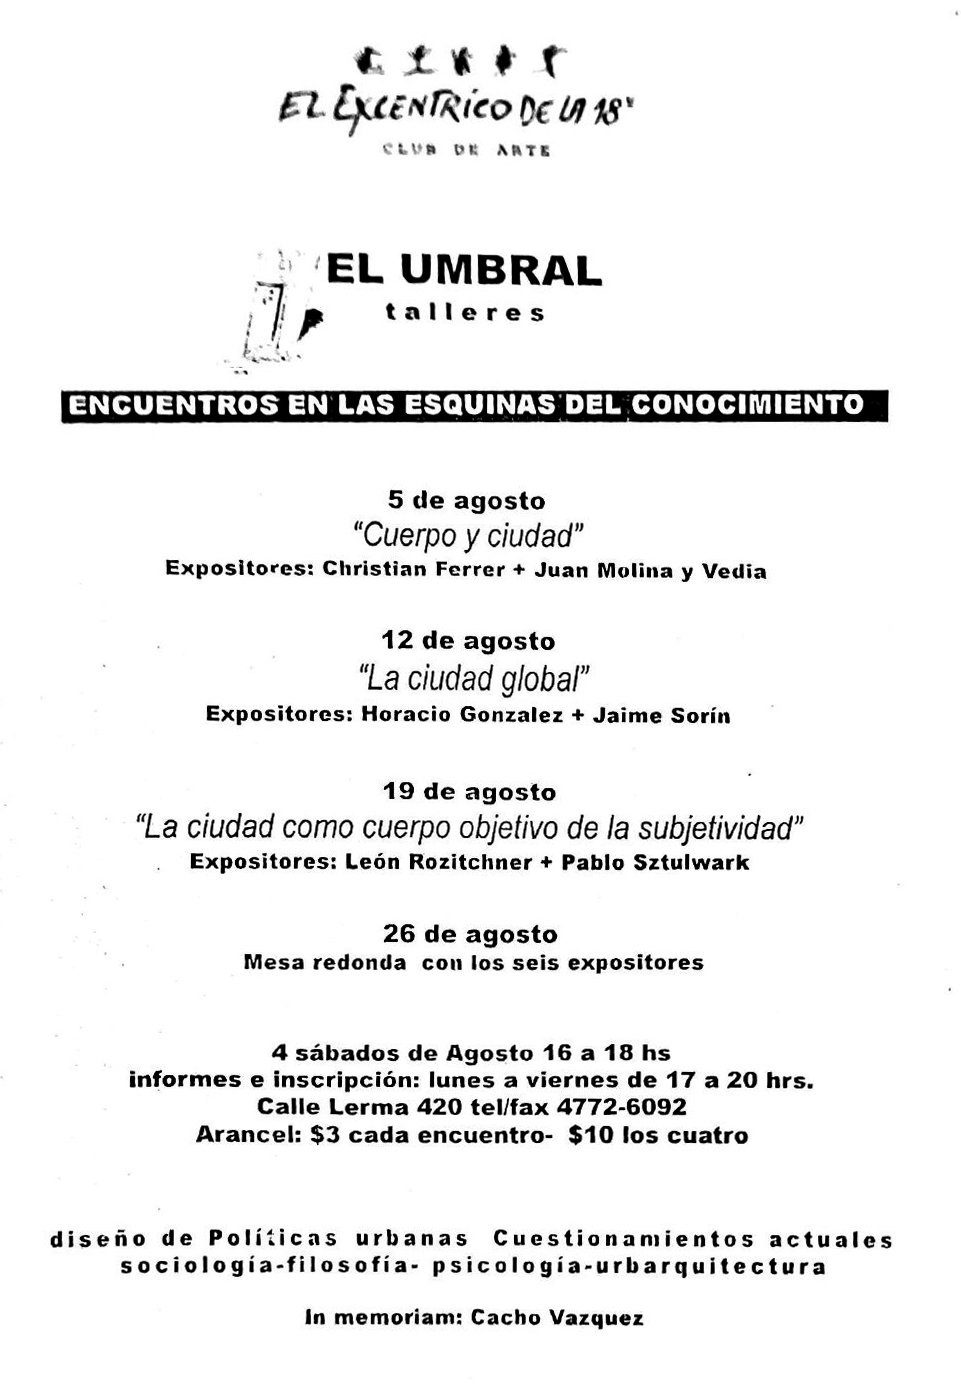 EL EXCENTRICO DE LA 18ª
CLUB DE ARTE
EL UMBRAL
talleres
ENCUENTROS EN LAS ESQUINAS DEL CONOCIMIENTO
5 de agosto
“Cuerpo y ciudad”
Expositores: Christian Ferrer + Juan Molina y Vedia
12 de agosto
“La ciudad global”
Expositores: Horacio Gonzalez + Jaime Sorín
19 de agosto
“La ciudad como cuerpo objetivo de la subjetividad”
Expositores: León Rozitchner + Pablo Sztulwark
26 de agosto
Mesa redonda con los seis expositores
4 sábados de Agosto 16 a 18 hs
informes e inscripción: lunes a viernes de 17 a 20 hrs.
Calle Lerma 420 tel/fax 4772-6092
Arancel: $3 cada encuentro- $10 los cuatro
diseño de Políticas urbanas Cuestionamientos actuales
sociología-filosofía- psicología-urbarquitectura
In memoriam: Cacho Vazquez